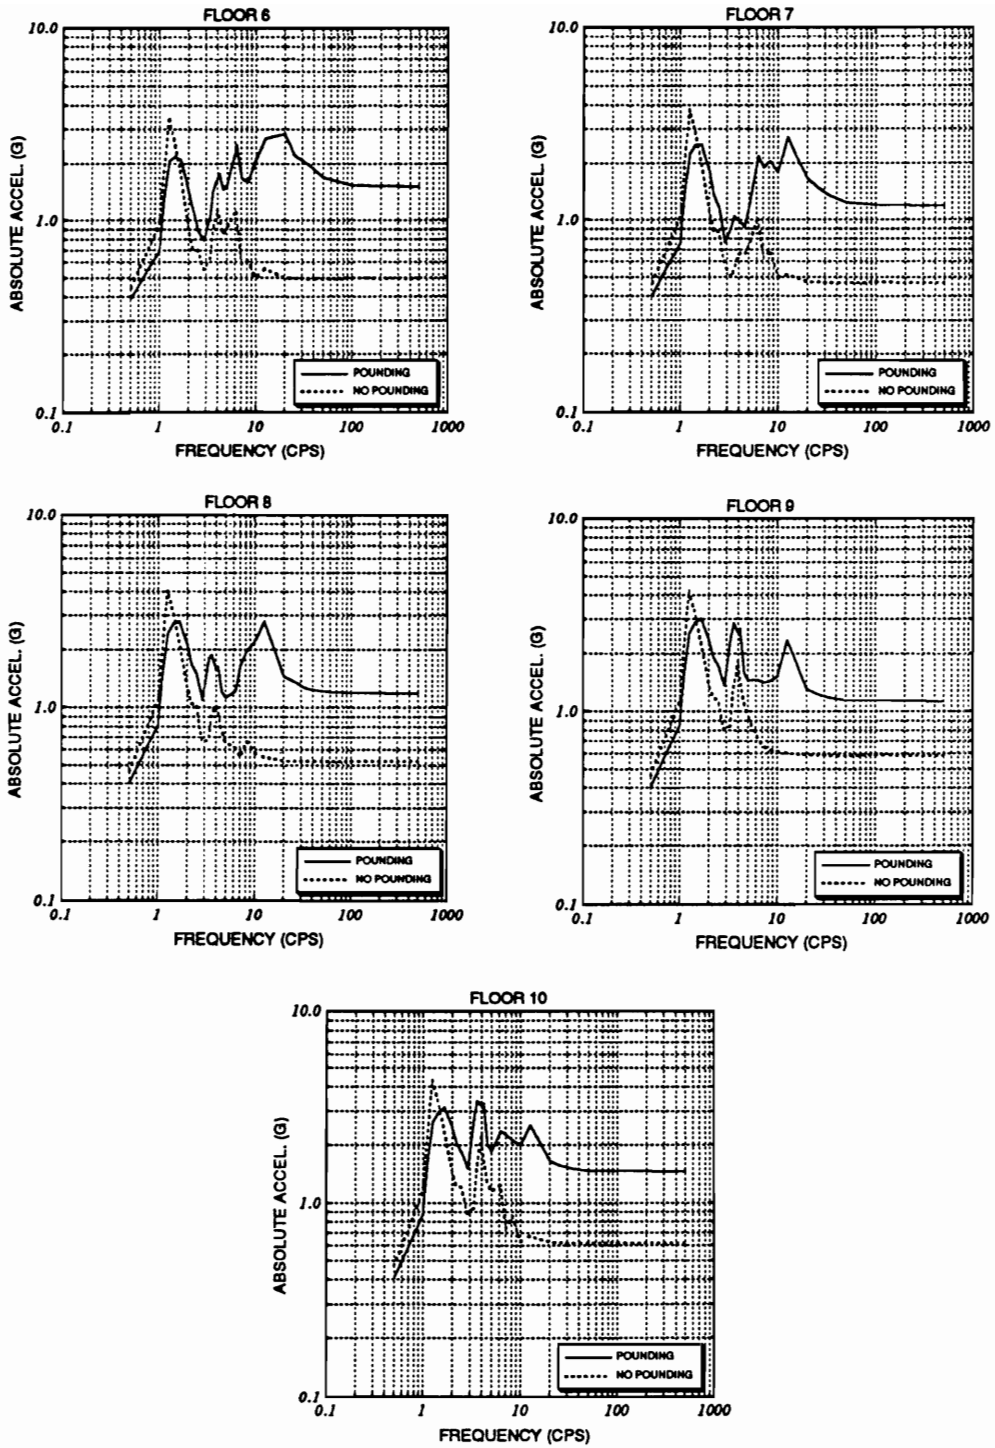 FLOOR 6
10.0
1.0
0.1
ABSOLUTE ACCEL. (G)
POUNDING
NO POUNDING
0.1 1 10 100 1000
FREQUENCY (CPS)
FLOOR 7
10.0
1.0
0.1
ABSOLUTE ACCEL. (G)
POUNDING
NO POUNDING
0.1 1 10 100 1000
FREQUENCY (CPS)
FLOOR 8
10.0
1.0
0.1
ABSOLUTE ACCEL. (G)
POUNDING
NO POUNDING
0.1 1 10 100 1000
FREQUENCY (CPS)
FLOOR 9
10.0
1.0
0.1
ABSOLUTE ACCEL. (G)
POUNDING
NO POUNDING
0.1 1 10 100 1000
FREQUENCY (CPS)
FLOOR 10
10.0
1.0
0.1
ABSOLUTE ACCEL. (G)
POUNDING
NO POUNDING
0.1 1 10 100 1000
FREQUENCY (CPS)